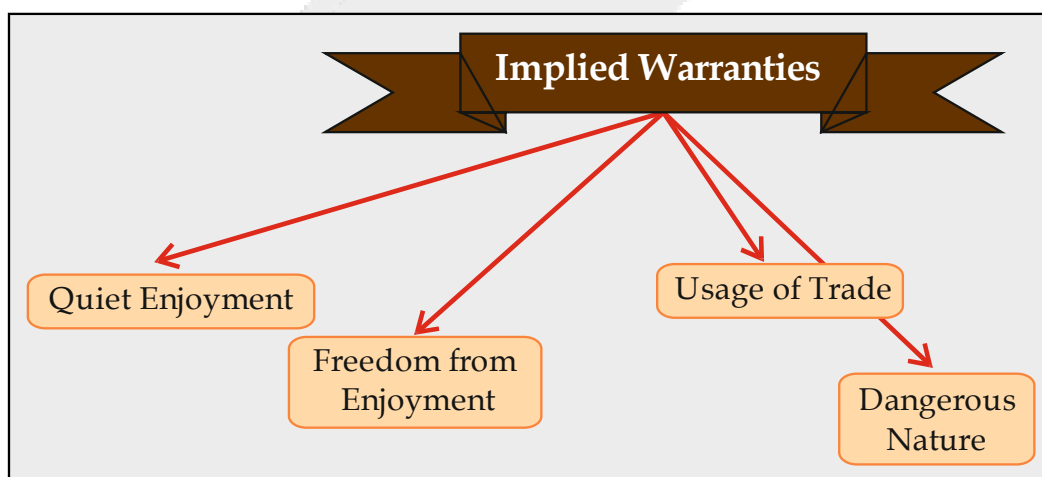 Implied Warranties
Quiet Enjoyment
Usage of Trade
Freedom from
Enjoyment
Dangerous
Nature